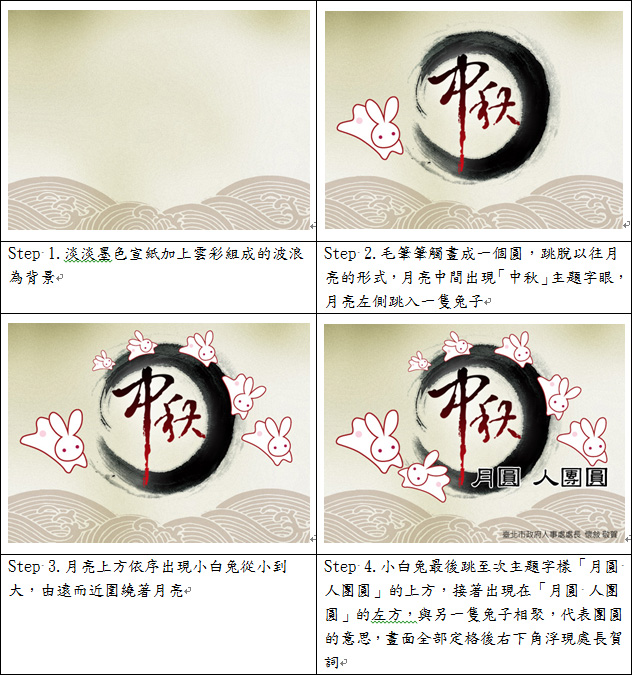 中秋
Step 1.淡淡墨色宣紙加上雲彩組成的波浪
為背景
Step 2.毛筆筆觸畫成一個圓，跳脫以往月
亮的形式，月亮中間出現「中秋」主題字眼，
月亮左側跳入一隻兔子
中秋
中秋
月圓 人團圓
臺北市政府人事處處長 敬賀
Step 3.月亮上方依序出現小白兔從小到
大，由遠而近圍繞著月亮
Step 4.小白兔最後跳至次主題字樣「月圓
人團圓」的上方，接著出現在「月圓 人團
圓」的左方，與另一隻兔子相聚，代表團圓
的意思，畫面全部定格後右下角浮現處長賀
詞